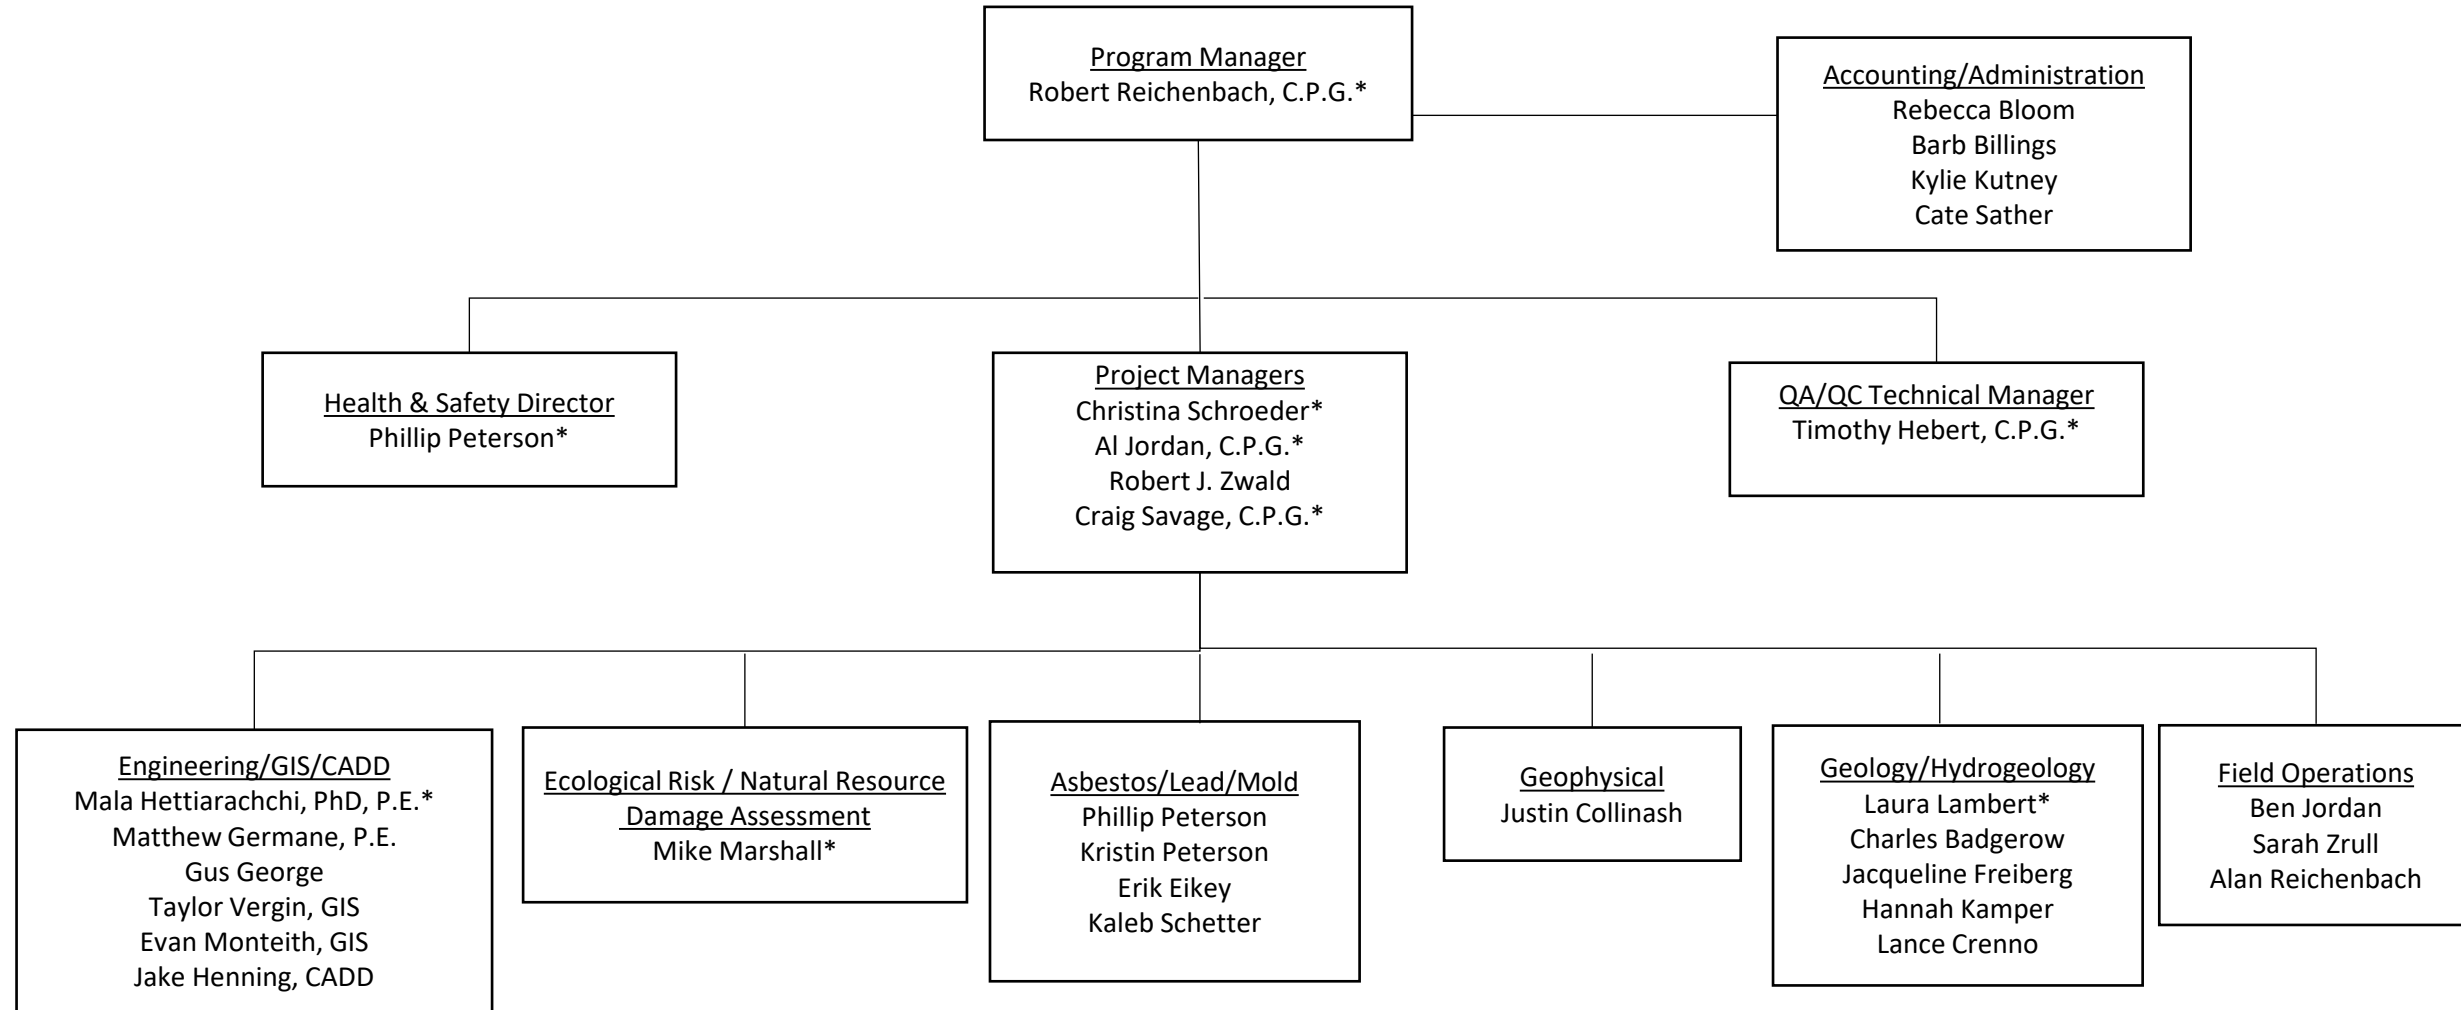 Program Manager
Robert Reichenbach, C.P.G.*
Accounting/Administration
Rebecca Bloom
Barb Billings
Kylie Kutney
Cate Sather
Health & Safety Director
Phillip Peterson*
Project Managers
Christina Schroeder*
Al Jordan, C.P.G.*
Robert J. Zwald
Craig Savage, C.P.G.*
QA/QC Technical Manager
Timothy Hebert, C.P.G.*
Engineering/GIS/CADD
Mala Hettiarachchi, PhD, P.E.*
Matthew Germane, P.E.
Gus George
Taylor Vergin, GIS
Evan Monteith, GIS
Jake Henning, CADD
Ecological Risk / Natural Resource
Damage Assessment
Mike Marshall*
Asbestos/Lead/Mold
Phillip Peterson
Kristin Peterson
Erik Eikey
Kaleb Schetter
Geophysical
Justin Collinash
Geology/Hydrogeology
Laura Lambert*
Charles Badgerow
Jacqueline Freiberg
Hannah Kamper
Lance Crenno
Field Operations
Ben Jordan
Sarah Zrull
Alan Reichenbach